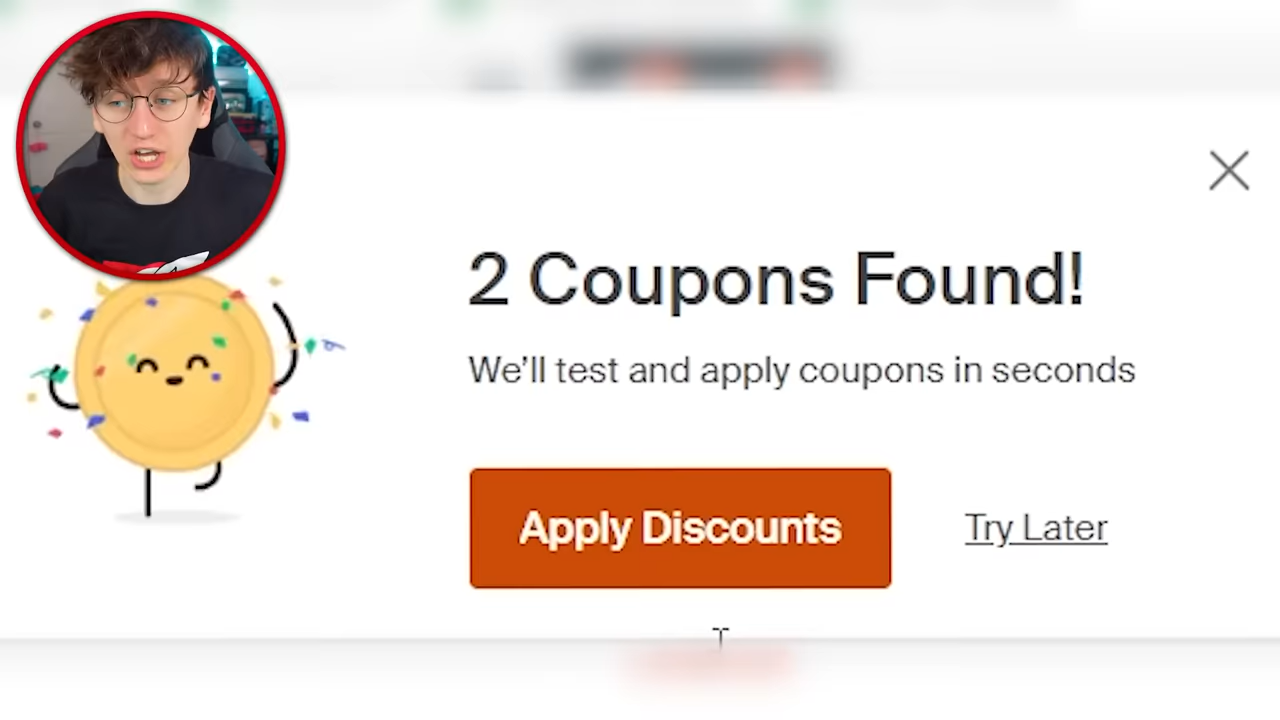 2 Coupons Found!
We'll test and apply coupons in seconds
Apply Discounts
Try Later